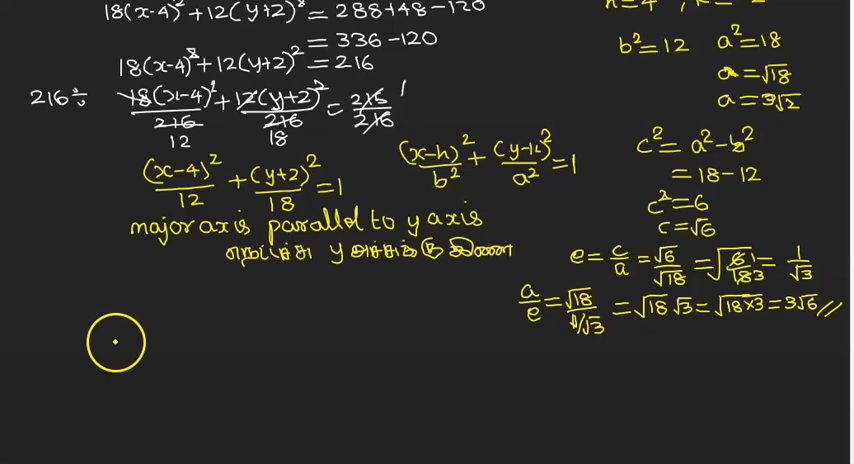 18(x-4)²+12(y+2)²=288+48-120
=336-120
18(x-4)²+12(y+2)²=216
216÷ 18(x-4)²/216 + 12(y+2)²/216 = 216/216 1
12 18
(x-4)²/12 + (y+2)²/18 = 1
(x-h)²/b² + (y-k)²/a² = 1
major axis parallel to y axis
b²=12 a²=18
a=√18
a=3√2
c²=a²-b²
=18-12
c²=6
c=√6
e=c/a=√6/√18=√6/18=1/√3
a/e=√18/1/√3=√18√3=√18×3=3√6//